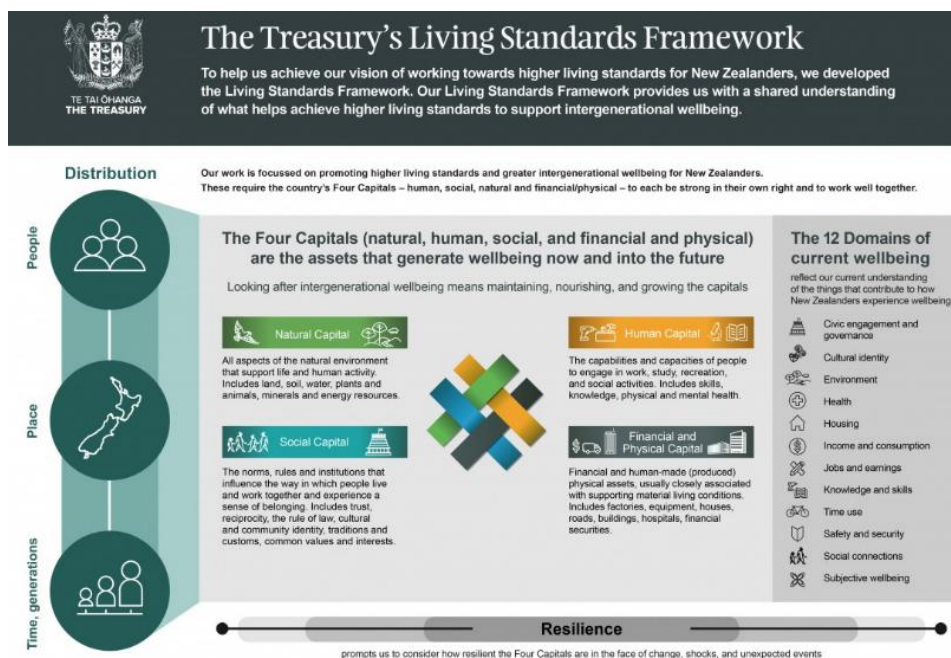 The Treasury's Living Standards Framework
To help us achieve our vision of working towards higher living standards for New Zealanders, we developed
the Living Standards Framework. Our Living Standards Framework provides us with a shared understanding
of what helps achieve higher living standards to support intergenerational wellbeing.
TE TAI ŌHANGA
THE TREASURY
Distribution
People
Place
Time, generations
Our work is focussed on promoting higher living standards and greater intergenerational wellbeing for New Zealanders.
These require the country's Four Capitals – human, social, natural and financial/physical – to each be strong in their own right and to work well together.
The Four Capitals (natural, human, social, and financial and physical)
are the assets that generate wellbeing now and into the future
Looking after intergenerational wellbeing means maintaining, nourishing, and growing the capitals
Natural Capital
All aspects of the natural environment
that support life and human activity.
Includes land, soil, water, plants and
animals, minerals and energy resources.
Human Capital
The capabilities and capacities of people
to engage in work, study, recreation,
and social activities. Includes skills,
knowledge, physical and mental health.
Social Capital
The norms, rules and institutions that
influence the way in which people live
and work together and experience a
sense of belonging. Includes trust,
reciprocity, the rule of law, cultural
and community identity, traditions and
customs, common values and interests.
Financial and
Physical Capital
Financial and human-made (produced)
physical assets, usually closely associated
with supporting material living conditions.
Includes factories, equipment, houses,
roads, buildings, hospitals, financial
securities.
The 12 Domains of
current wellbeing
reflect our current understanding
of the things that contribute to how
New Zealanders experience wellbeing
Civic engagement and
governance
Cultural identity
Environment
Health
Housing
Income and consumption
Jobs and earnings
Knowledge and skills
Time use
Safety and security
Social connections
Subjective wellbeing
Resilience
prompts us to consider how resilient the Four Capitals are in the face of change, shocks, and unexpected events